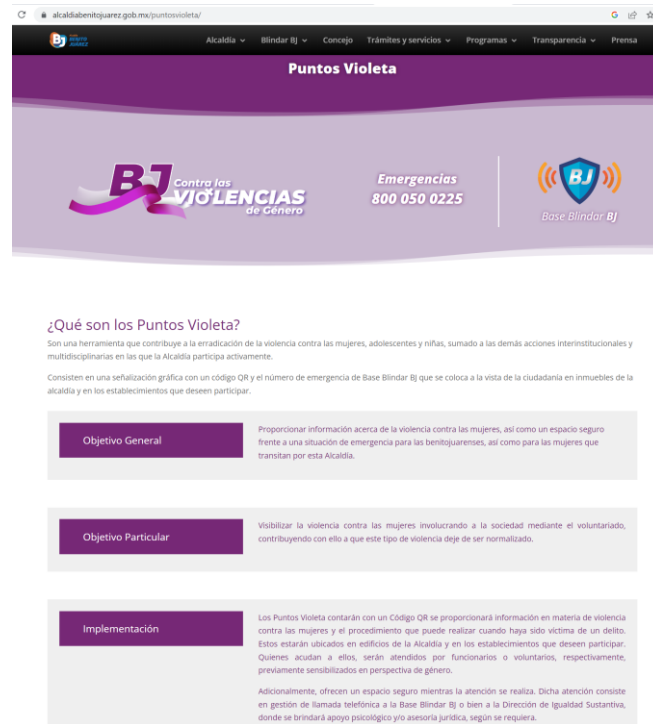 alcaldiabenitojuarez.gob.mx/puntosvioleta/
BJ BENITO JUÁREZ
Alcaldía Blindar BJ Concejo Trámites y servicios Programas Transparencia Prensa
Puntos Violeta
BJ Contra las
VIOLENCIAS
de Género
Emergencias
800 050 0225
BJ
Base Blindar BJ
¿Qué son los Puntos Violeta?
Son una herramienta que contribuye a la erradicación de la violencia contra las mujeres, adolescentes y niñas, sumado a las demás acciones interinstitucionales y
multidisciplinarias en las que la Alcaldía participa activamente.
Consisten en una señalización gráfica con un código QR y el número de emergencia de Base Blindar BJ que se coloca a la vista de la ciudadanía en inmuebles de la
alcaldía y en los establecimientos que deseen participar.
Objetivo General
Proporcionar información acerca de la violencia contra las mujeres, así como un espacio seguro
frente a una situación de emergencia para las benitojuarenses, así como para las mujeres que
transitan por esta Alcaldía.
Objetivo Particular
Visibilizar la violencia contra las mujeres involucrando a la sociedad mediante el voluntariado,
contribuyendo con ello a que este tipo de violencia deje de ser normalizado.
Implementación
Los Puntos Violeta contarán con un Código QR se proporcionará información en materia de violencia
contra las mujeres y el procedimiento que puede realizar cuando haya sido víctima de un delito.
Estos estarán ubicados en edificios de la Alcaldía y en los establecimientos que deseen participar.
Quienes acudan a ellos, serán atendidos por funcionarios o voluntarios, respectivamente,
previamente sensibilizados en perspectiva de género.
Adicionalmente, ofrecen un espacio seguro mientras la atención se realiza. Dicha atención consiste
en gestión de llamada telefónica a la Base Blindar BJ o bien a la Dirección de Igualdad Sustantiva,
donde se brindará apoyo psicológico y/o asesoría jurídica, según se requiera.